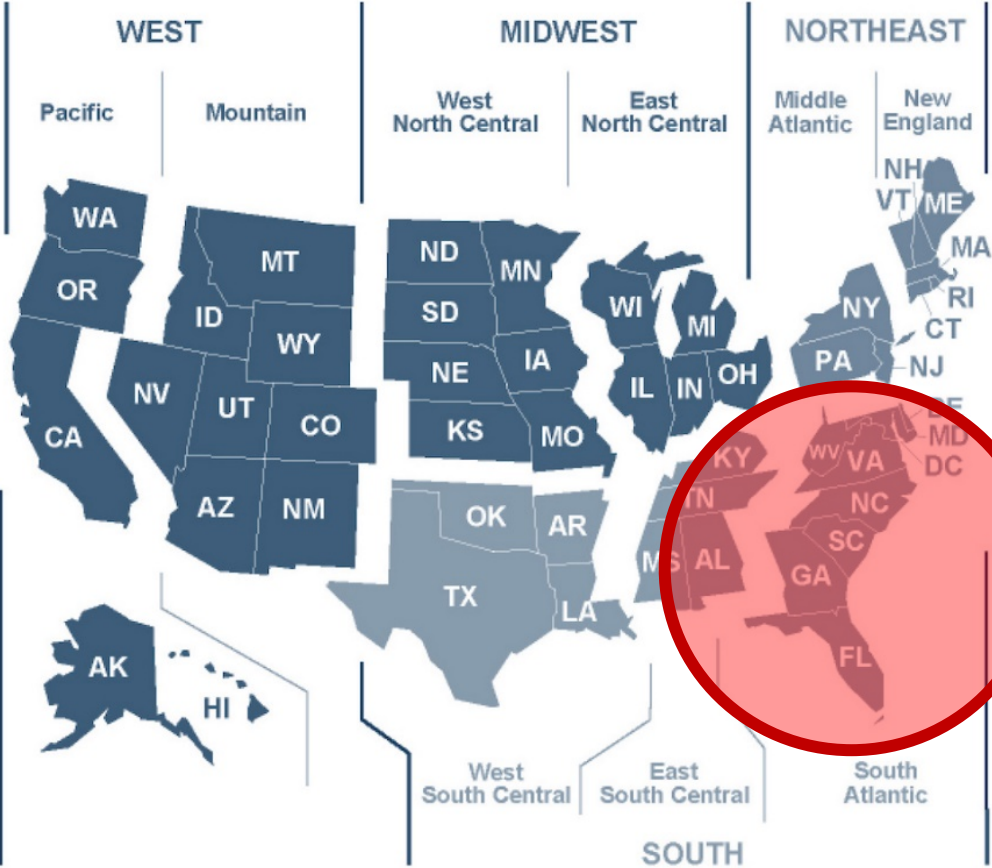 WEST
MIDWEST
NORTHEAST
Pacific
Mountain
West
North Central
East
North Central
Middle
Atlantic
New
England
NH
VT
ME
MA
RI
CT
NJ
NY
PA
WA
OR
CA
MT
ID
WY
NV
UT
CO
AZ
NM
ND
SD
NE
KS
MN
IA
MO
WI
MI
IL
IN
OH
DE
MD
DC
WV
VA
KY
TN
NC
SC
MS
AL
GA
FL
OK
AR
TX
LA
AK
HI
West
South Central
East
South Central
South
Atlantic
SOUTH